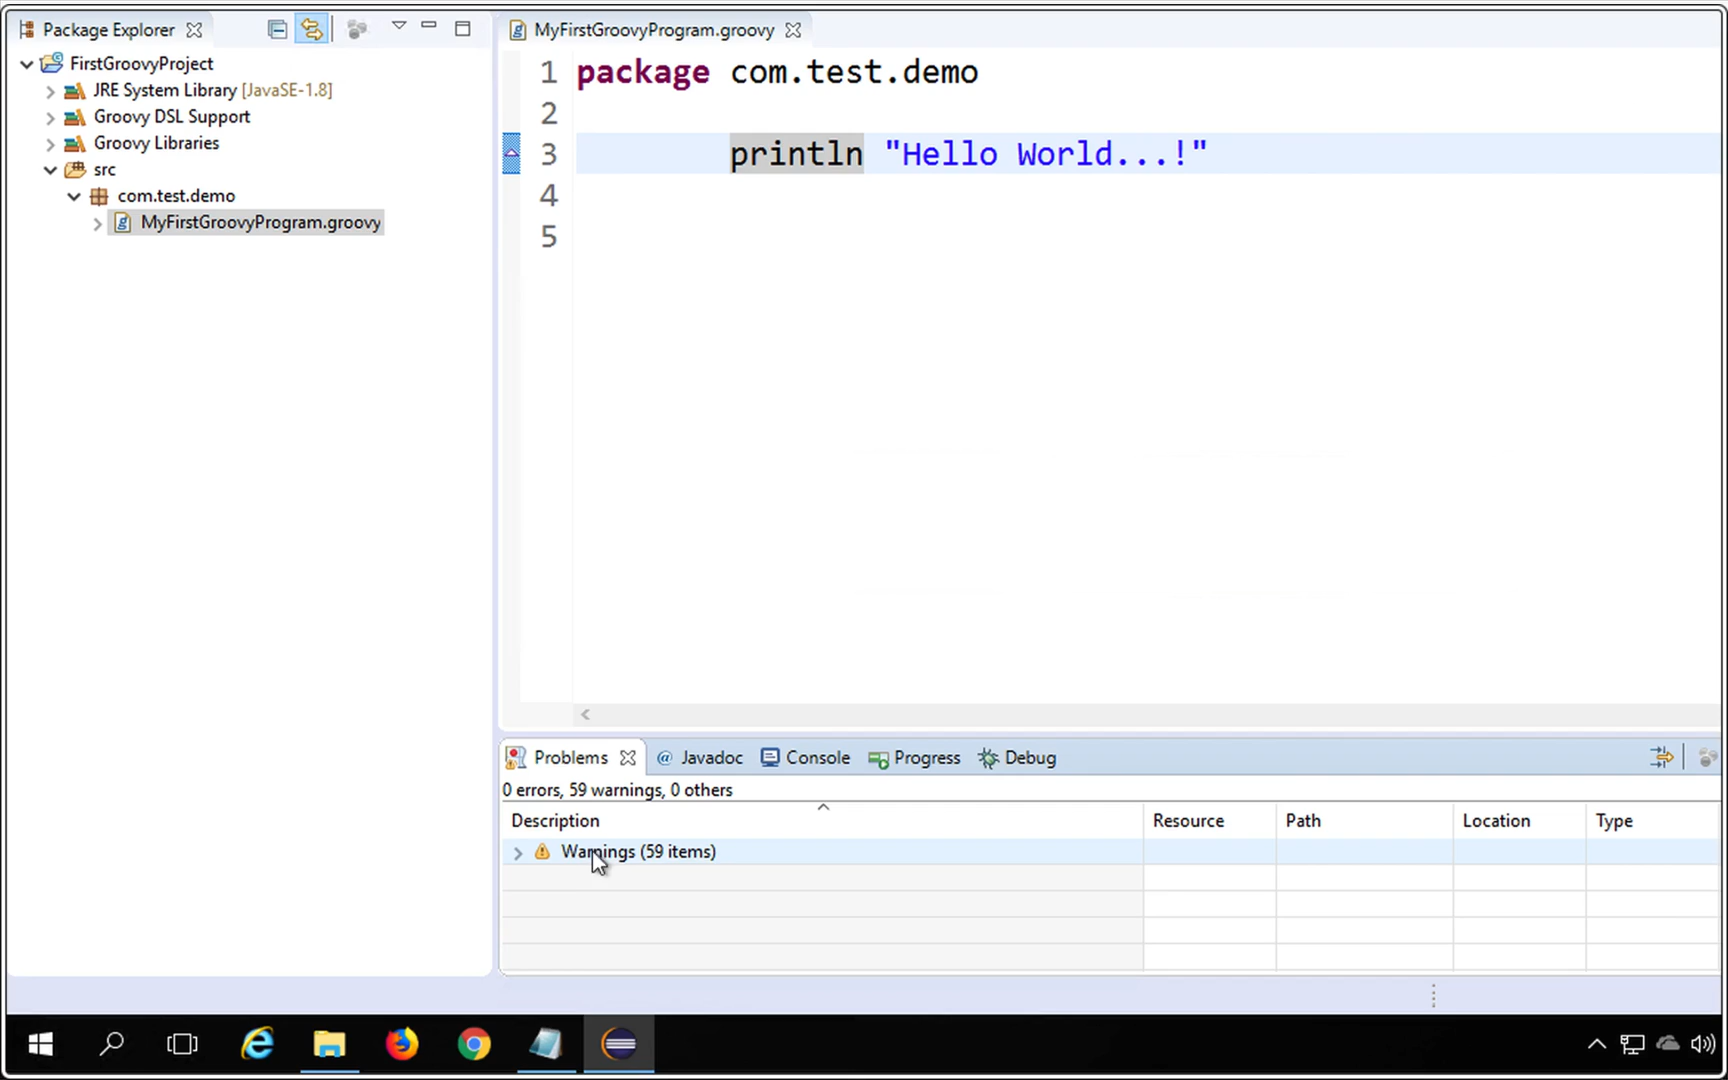 Package Explorer
FirstGroovyProject
JRE System Library [JavaSE-1.8]
Groovy DSL Support
Groovy Libraries
src
com.test.demo
MyFirstGroovyProgram.groovy
MyFirstGroovyProgram.groovy
1 package com.test.demo
2
3 println "Hello World...!"
4
5
Problems Javadoc Console Progress Debug
0 errors, 59 warnings, 0 others
Description Resource Path Location Type
Warnings (59 items)